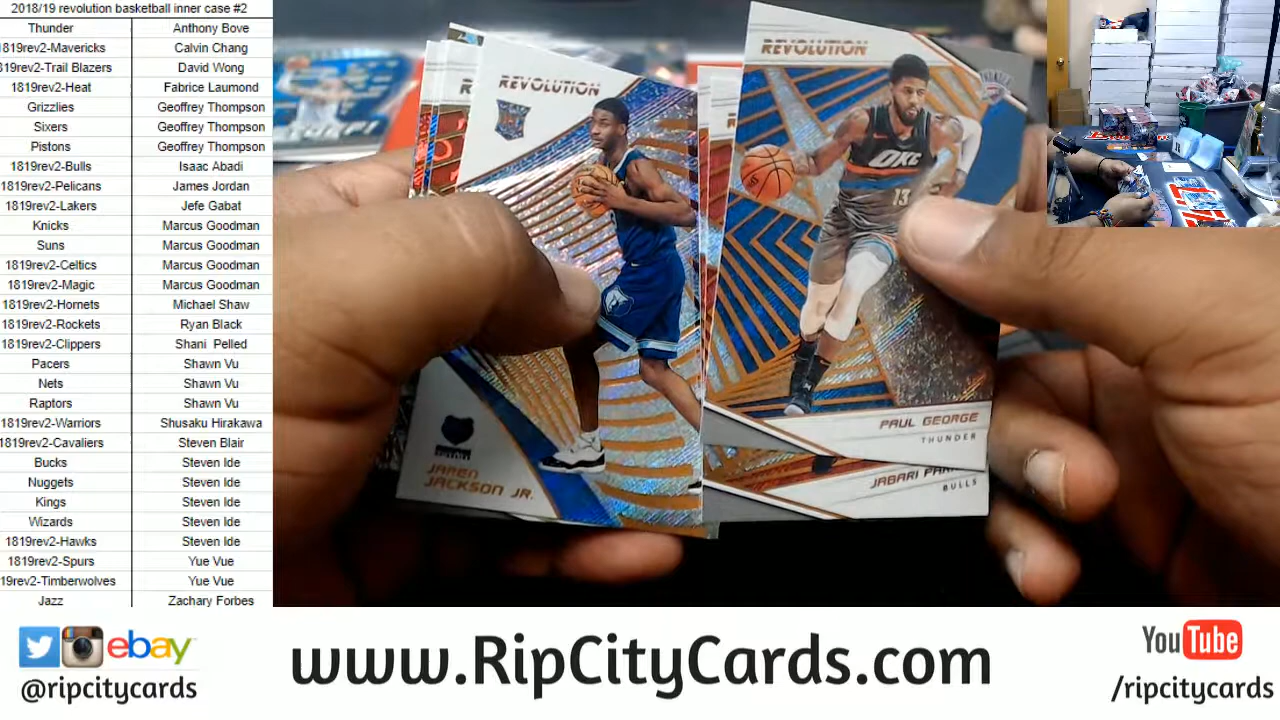 2018/19 revolution basketball inner case #2
Thunder Anthony Bove
1819rev2-Mavericks Calvin Chang
819rev2-Trail Blazers David Wong
1819rev2-Heat Fabrice Laumond
Grizzlies Geoffrey Thompson
Sixers Geoffrey Thompson
Pistons Geoffrey Thompson
1819rev2-Bulls Isaac Abadi
1819rev2-Pelicans James Jordan
1819rev2-Lakers Jefe Gabat
Knicks Marcus Goodman
Suns Marcus Goodman
1819rev2-Celtics Marcus Goodman
1819rev2-Magic Marcus Goodman
1819rev2-Hornets Michael Shaw
1819rev2-Rockets Ryan Black
1819rev2-Clippers Shani Pelled
Pacers Shawn Vu
Nets Shawn Vu
Raptors Shawn Vu
1819rev2-Warriors Shusaku Hirakawa
1819rev2-Cavaliers Steven Blair
Bucks Steven Ide
Nuggets Steven Ide
Kings Steven Ide
Wizards Steven Ide
1819rev2-Hawks Steven Ide
1819rev2-Spurs Yue Vue
19rev2-Timberwolves Yue Vue
Jazz Zachary Forbes
REVOLUTION
JAREN
JACKSON JR.
REVOLUTION
OKC
13
PAUL GEORGE
THUNDER
JABARI
BULLS
ebay
@ripcitycards
www.RipCityCards.com
YouTube
/ripcitycards